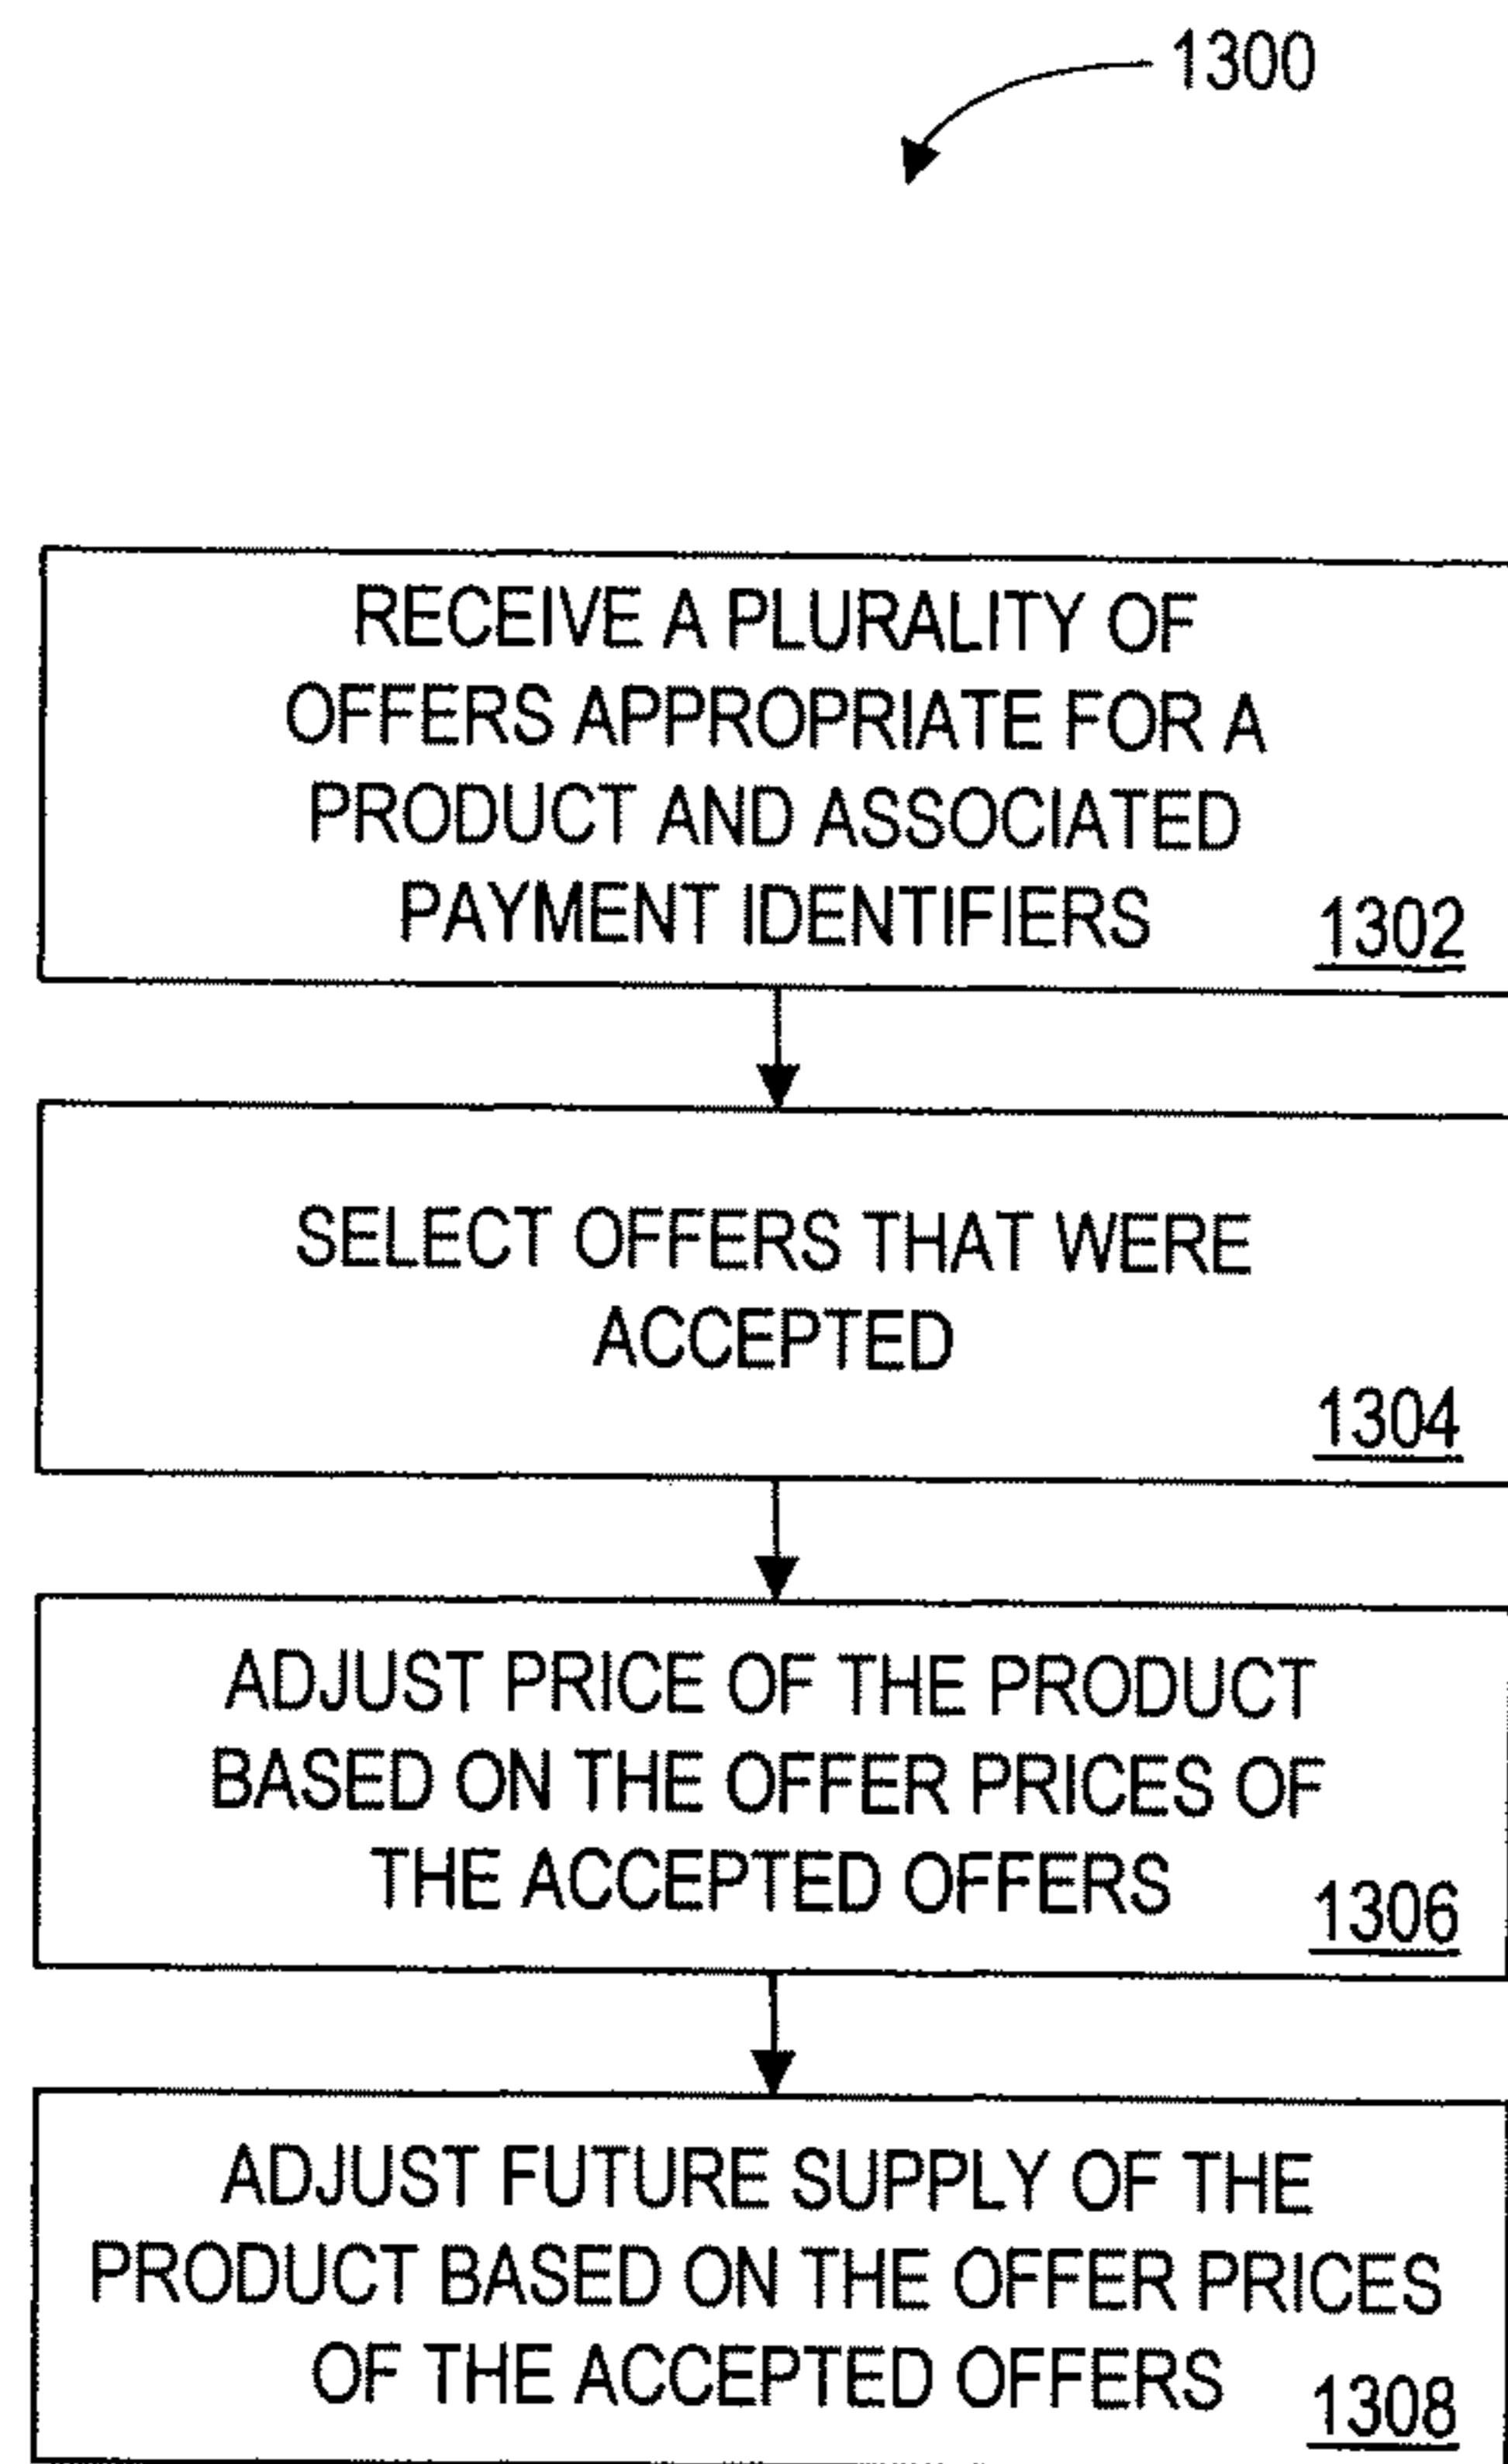 1300
RECEIVE A PLURALITY OF
OFFERS APPROPRIATE FOR A
PRODUCT AND ASSOCIATED
PAYMENT IDENTIFIERS
1302
SELECT OFFERS THAT WERE
ACCEPTED
1304
ADJUST PRICE OF THE PRODUCT
BASED ON THE OFFER PRICES OF
THE ACCEPTED OFFERS
1306
ADJUST FUTURE SUPPLY OF THE
PRODUCT BASED ON THE OFFER PRICES
OF THE ACCEPTED OFFERS
1308